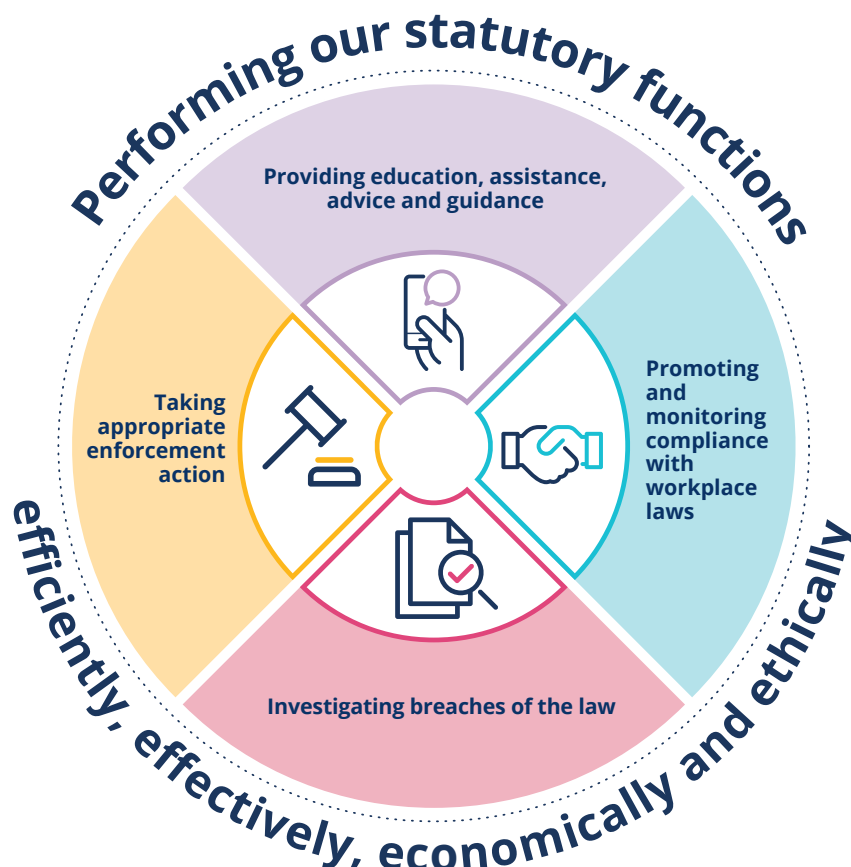 Performing our statutory functions
Providing education, assistance,
advice and guidance
Promoting
and
monitoring
compliance
with
workplace
laws
Taking
appropriate
enforcement
action
Investigating breaches of the law
efficiently, effectively, economically and ethically